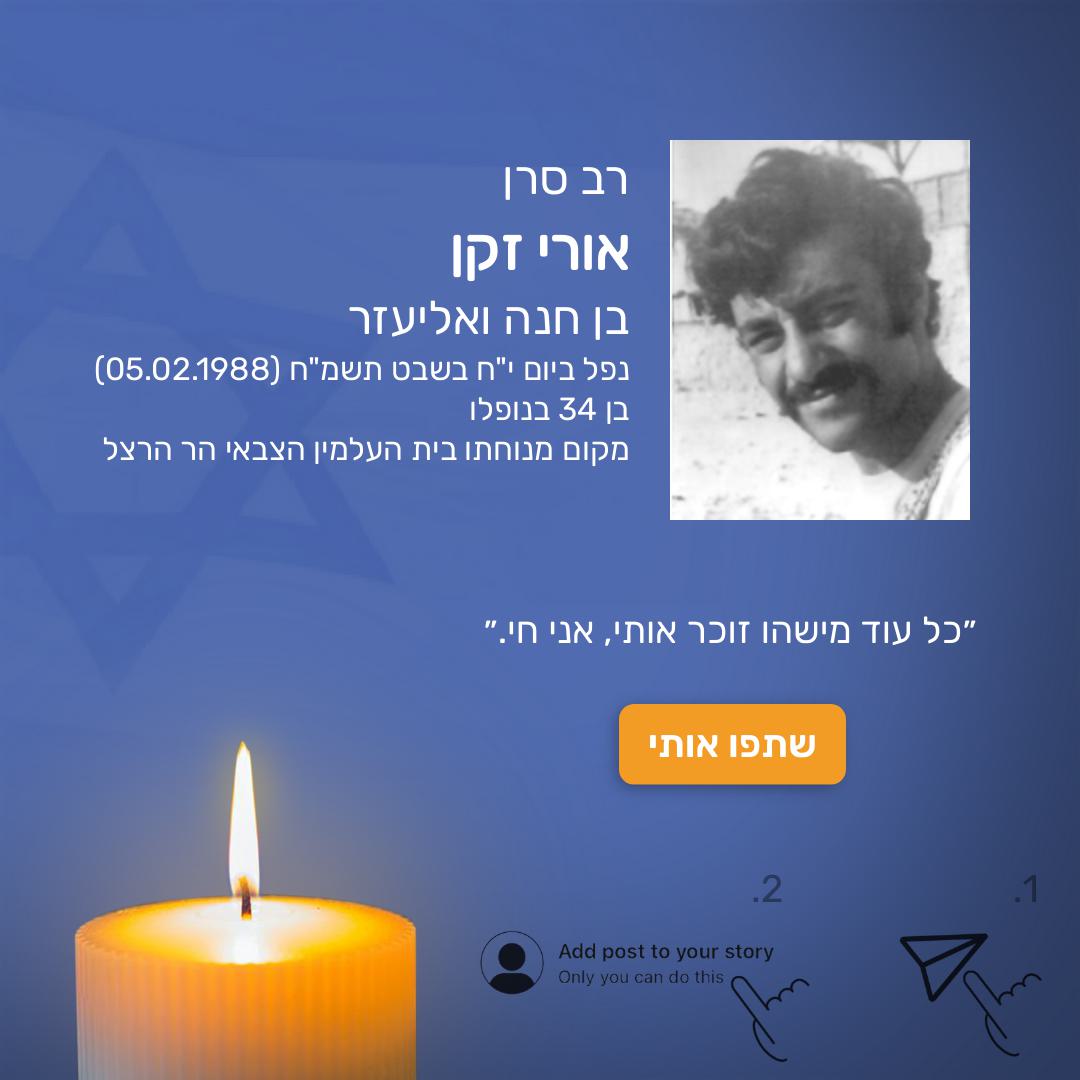 רב סרן
אורי זקן
בן חנה ואליעזר
נפל ביום י"ח בשבט תשמ"ח (05.02.1988)
בן 34 בנופלו
מקום מנוחתו בית העלמין הצבאי הר הרצל
״כל עוד מישהו זוכר אותי, אני חי.״
שתפו אותי
1.
2.
Add post to your story
Only you can do this